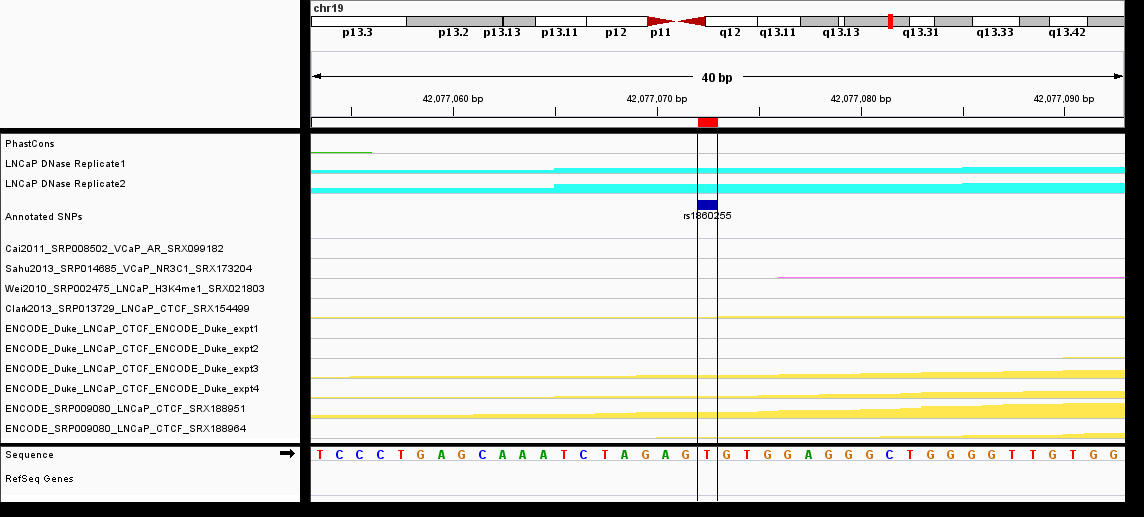 chr19
p13.3 p13.2 p13.13 p13.11 p12 p11 q12 q13.11 q13.13 q13.31 q13.33 q13.42
40 bp
42,077,060 bp 42,077,070 bp 42,077,080 bp 42,077,090 bp
PhastCons
LNCaP DNase Replicate1
LNCaP DNase Replicate2
Annotated SNPs
rs1860255
Cai2011_SRP008502_VCaP_AR_SRX099182
Sahu2013_SRP014685_VCaP_NR3C1_SRX173204
Wei2010_SRP002475_LNCaP_H3K4me1_SRX021803
Clark2013_SRP013729_LNCaP_CTCF_SRX154499
ENCODE_Duke_LNCaP_CTCF_ENCODE_Duke_expt1
ENCODE_Duke_LNCaP_CTCF_ENCODE_Duke_expt2
ENCODE_Duke_LNCaP_CTCF_ENCODE_Duke_expt3
ENCODE_Duke_LNCaP_CTCF_ENCODE_Duke_expt4
ENCODE_SRP009080_LNCaP_CTCF_SRX188951
ENCODE_SRP009080_LNCaP_CTCF_SRX188964
Sequence T C C C T G A G C A A A T C T A G A G T G T G G A G G G C T G G G G T T G T G G
RefSeq Genes